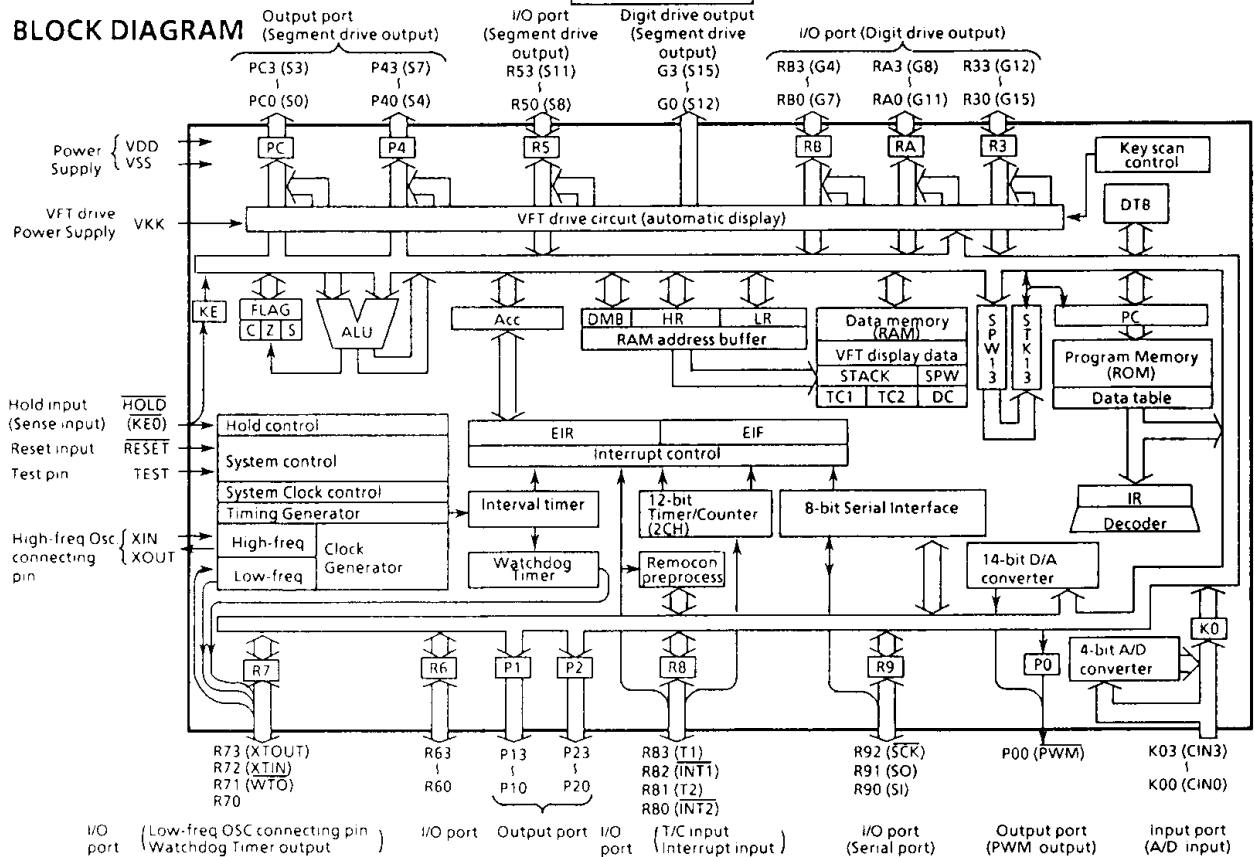 BLOCK DIAGRAM
Output port
(Segment drive output)
I/O port
(Segment drive
output)
Digit drive output
(Segment drive
output)
I/O port (Digit drive output)
PC3 (S3)
PC0 (S0)
P43 (S7)
P40 (S4)
R53 (S11)
R50 (S8)
G3 (S15)
G0 (S12)
RB3 (G4)
RB0 (G7)
RA3 (G8)
RA0 (G11)
R33 (G12)
R30 (G15)
Power
Supply
VDD
VSS
PC
P4
R5
RB
RA
R3
Key scan
control
VFT drive
Power Supply
VKK
VFT drive circuit (automatic display)
DTB
KE
FLAG
C Z S
ALU
Acc
DMB HR LR
RAM address buffer
Data memory
(RAM)
VFT display data
STACK SPW
TC1 TC2 DC
SPW13
STK13
PC
Program Memory
(ROM)
Data table
Hold input
(Sense input)
HOLD
(KE0)
Reset input RESET
Test pin TEST
Hold control
System control
System Clock control
Timing Generator
High-freq
Low-freq
Clock
Generator
EIR EIF
Interrupt control
Interval timer
12-bit
Timer/Counter
(2CH)
8-bit Serial Interface
IR
Decoder
High-freq Osc.
connecting
pin
XIN
XOUT
Watchdog
Timer
Remocon
preprocess
14-bit D/A
converter
K0
R7
R6
P1
P2
R8
R9
P0
4-bit A/D
converter
R73 (XTOUT)
R72 (XTIN)
R71 (WTO)
R70
R63
R60
P13
P10
P23
P20
R83 (T1)
R82 (INT1)
R81 (T2)
R80 (INT2)
R92 (SCK)
R91 (SO)
R90 (SI)
P00 (PWM)
K03 (CIN3)
K00 (CIN0)
I/O
port
(Low-freq OSC connecting pin
Watchdog Timer output)
I/O port
Output port
I/O
port
(T/C input
Interrupt input)
I/O port
(Serial port)
Output port
(PWM output)
Input port
(A/D input)